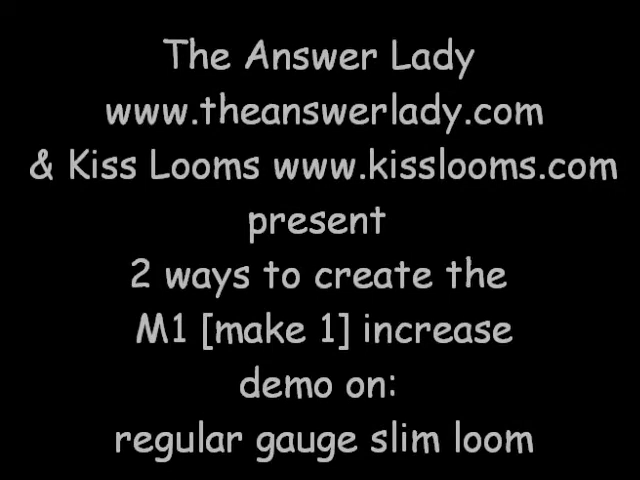 The Answer Lady
www.theanswerlady.com
& Kiss Looms www.kisslooms.com
present
2 ways to create the
M1 [make 1] increase
demo on:
regular gauge slim loom